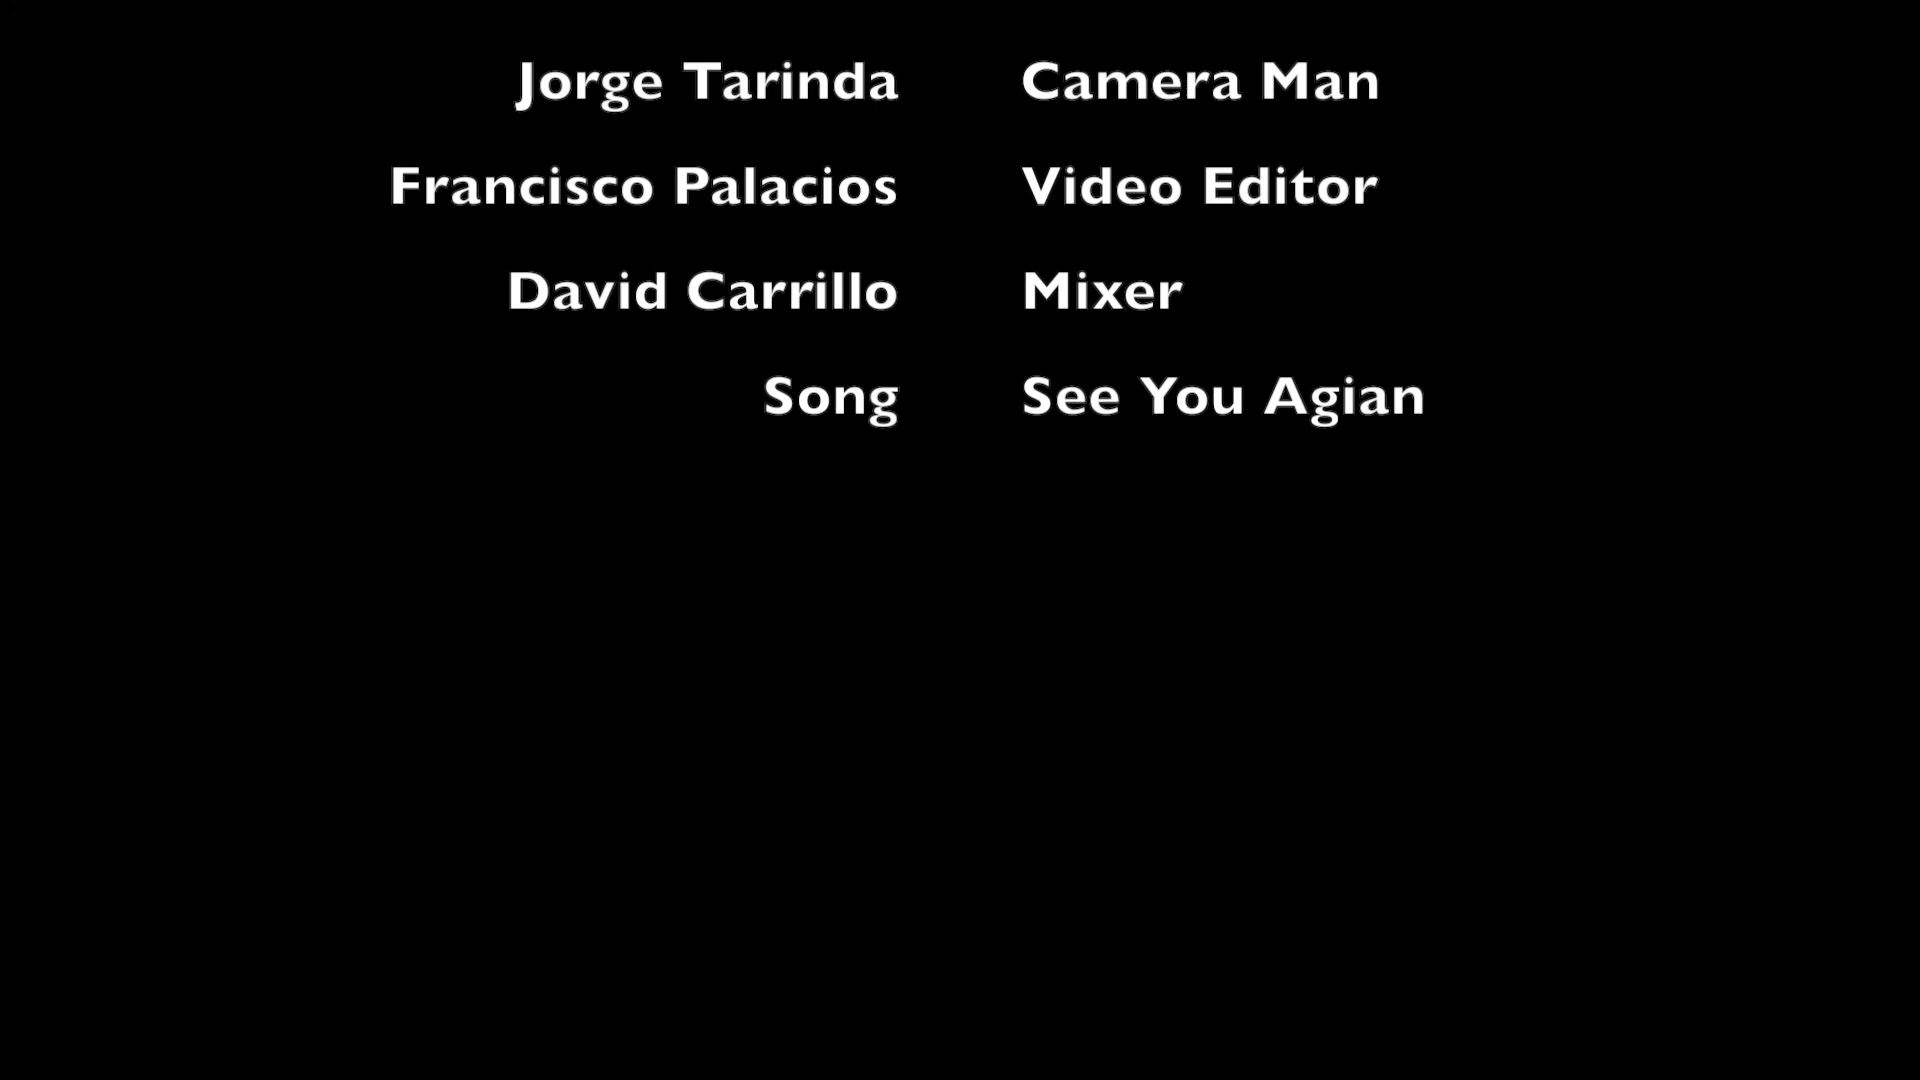 Jorge Tarinda Camera Man
Francisco Palacios Video Editor
David Carrillo Mixer
Song See You Agian